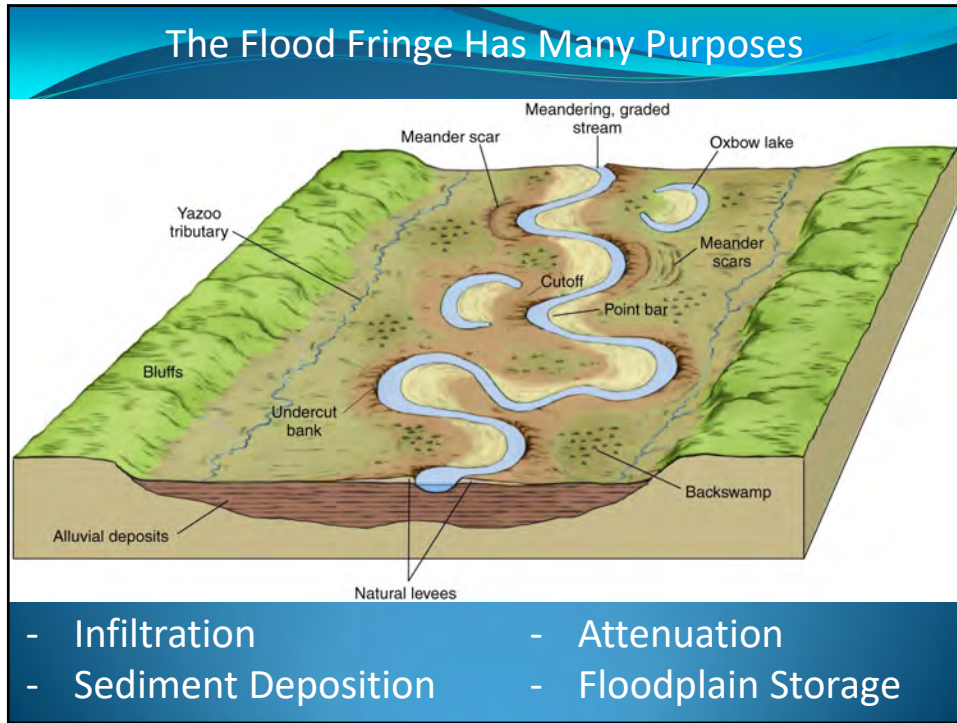 The Flood Fringe Has Many Purposes
Meandering, graded
stream
Meander scar
Oxbow lake
Yazoo
tributary
Meander
scars
Cutoff
Point bar
Bluffs
Undercut
bank
Backswamp
Alluvial deposits
Natural levees
- Infiltration
- Sediment Deposition
- Attenuation
- Floodplain Storage